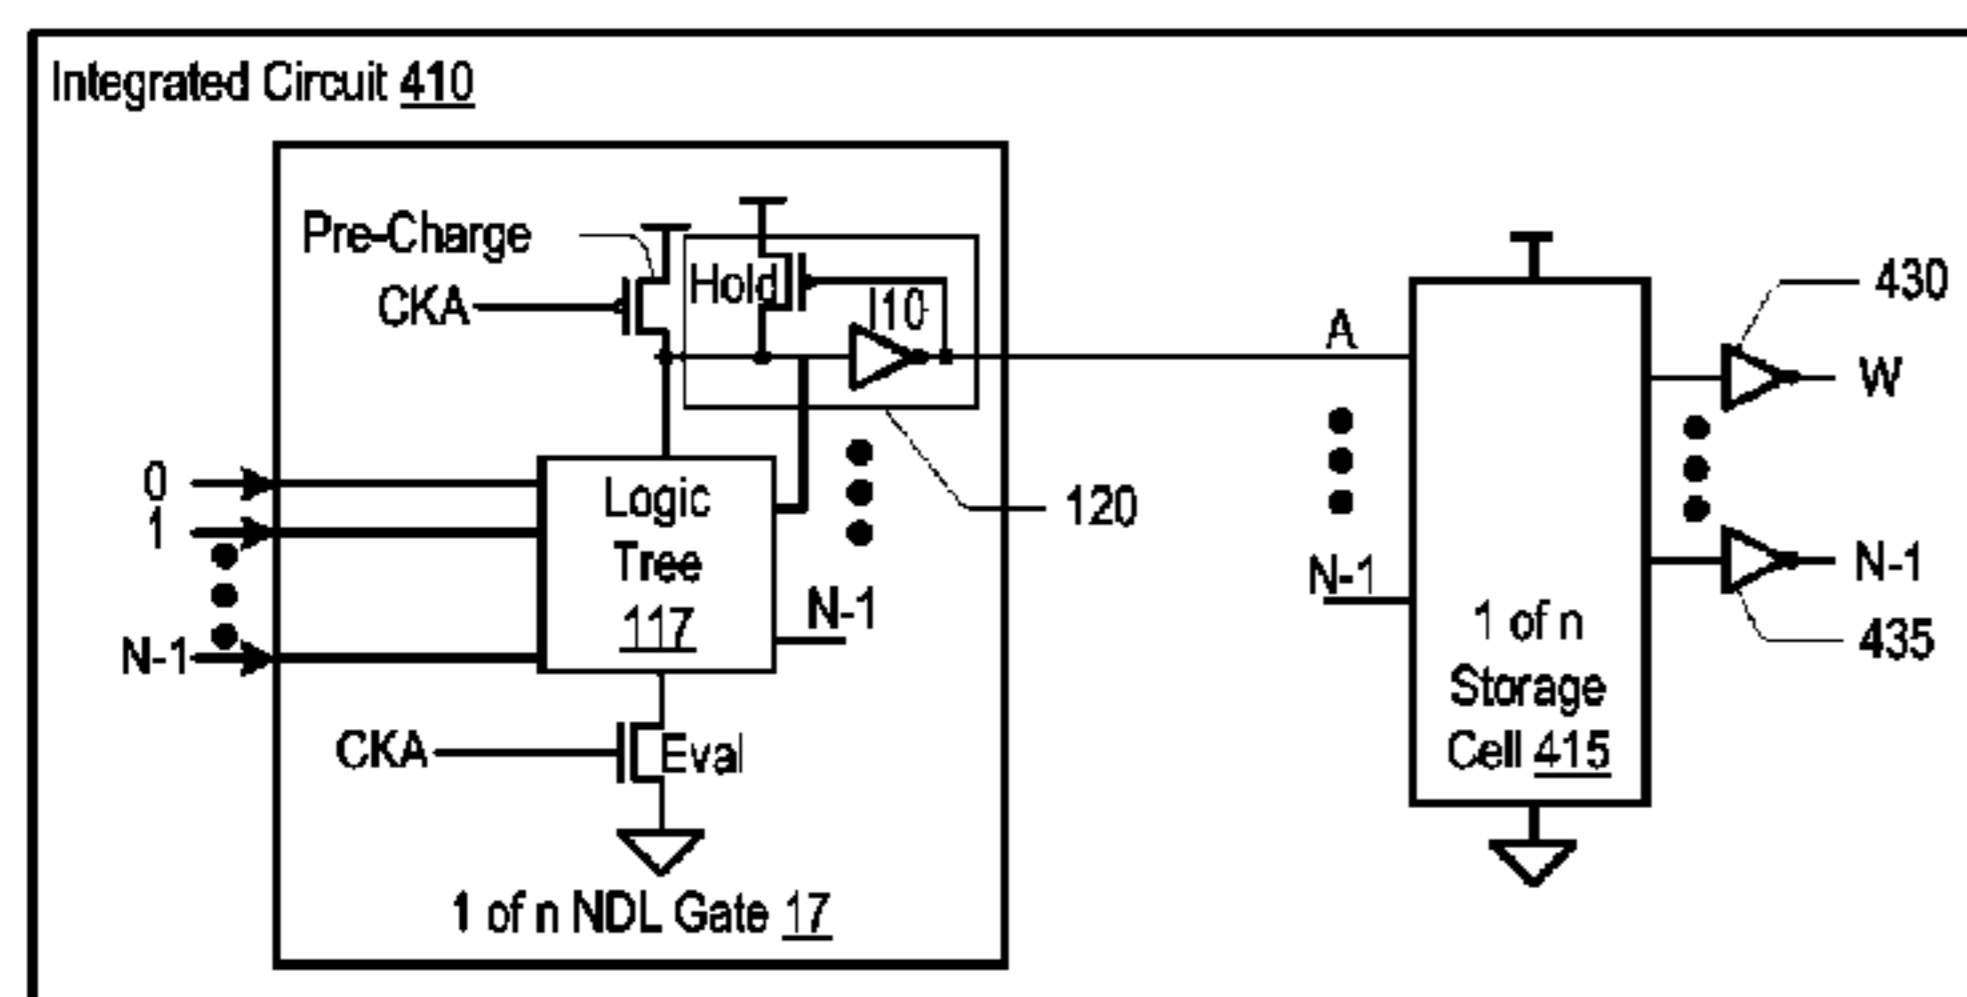 Integrated Circuit 410
Pre-Charge
CKA
Hold
I10
A
430
W
0
1
N-1
Logic
Tree
117
N-1
120
N-1
N-1
435
1 of n
Storage
Cell 415
CKA
Eval
1 of n NDL Gate 17